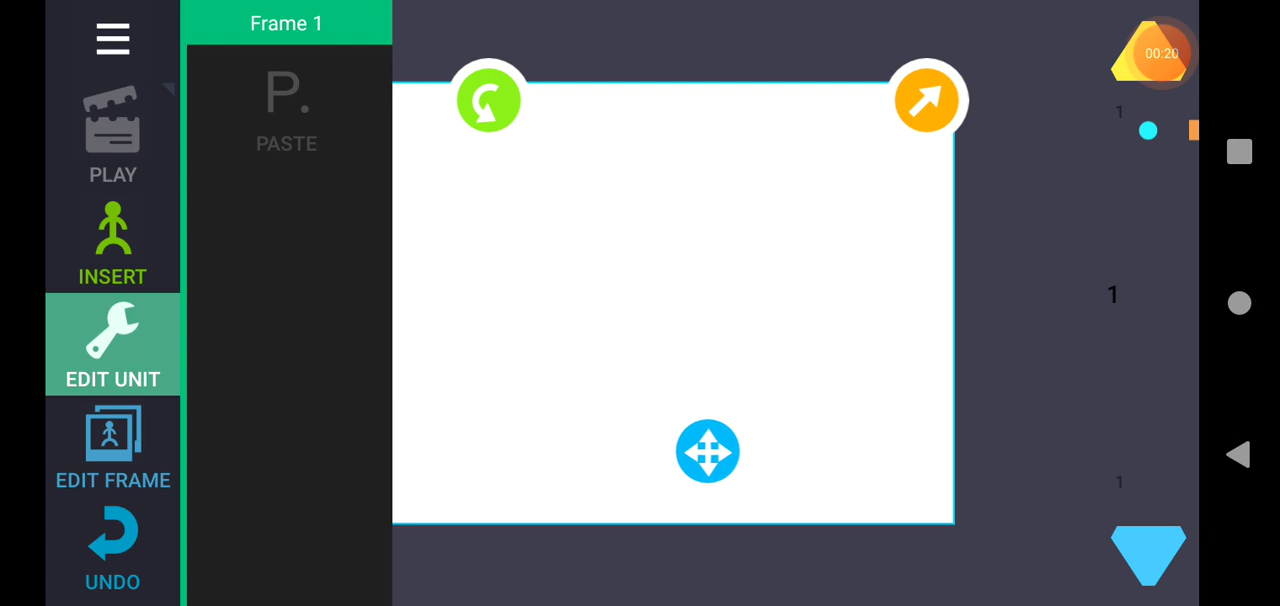 Frame 1
P.
PASTE
PLAY
INSERT
EDIT UNIT
EDIT FRAME
UNDO
00:20
1
1
1